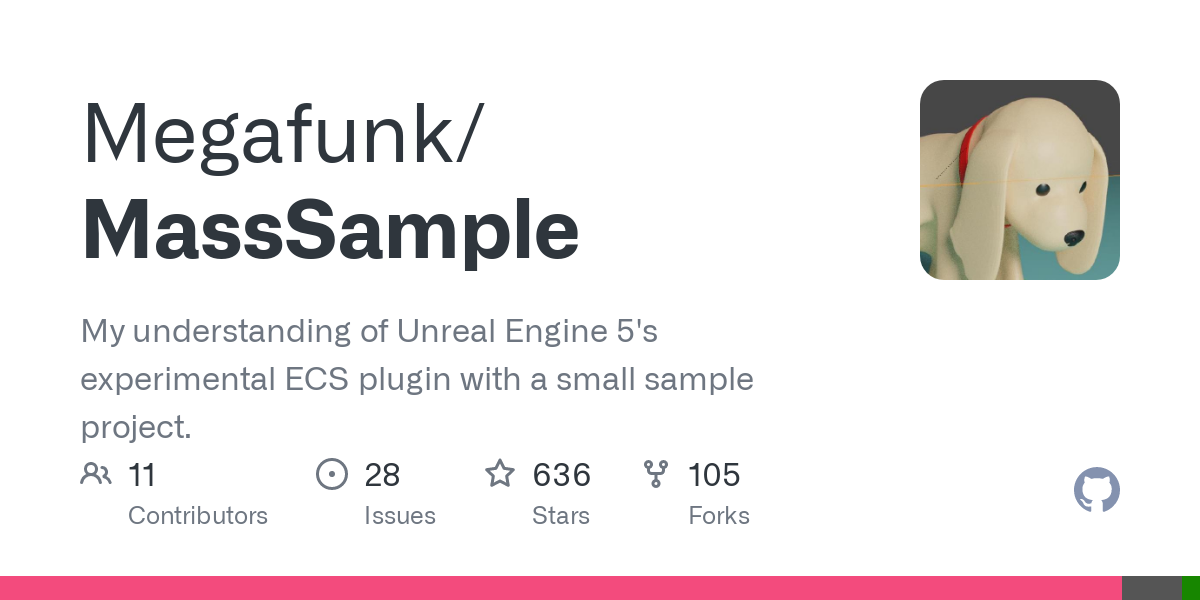 Megafunk/
MassSample
My understanding of Unreal Engine 5's
experimental ECS plugin with a small sample
project.
11 28 636 105
Contributors Issues Stars Forks